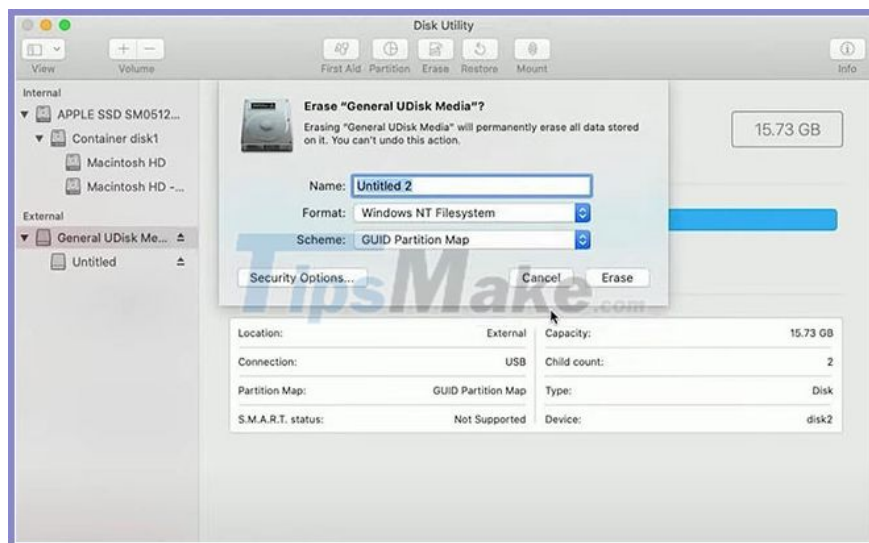 Disk Utility
View
Volume
First Aid Partition Erase Restore Mount
Info
Internal
APPLE SSD SM0512...
Container disk1
Macintosh HD
Macintosh HD -...
External
General UDisk Me...
Untitled
Erase “General UDisk Media”?
Erasing “General UDisk Media” will permanently erase all data stored
on it. You can't undo this action.
Name: Untitled 2
Format: Windows NT Filesystem
Scheme: GUID Partition Map
Security Options...
Cancel
Erase
15.73 GB
TipsMake.com
Location: External
Capacity: 15.73 GB
Connection: USB
Child count: 2
Partition Map: GUID Partition Map
Type: Disk
S.M.A.R.T. status: Not Supported
Device: disk2